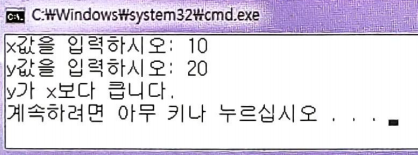 C:\Windows\system32\cmd.exe
x값을 입력하시오: 10
y값을 입력하시오: 20
y가 x보다 큽니다.
계속하려면 아무 키나 누르십시오 . . .